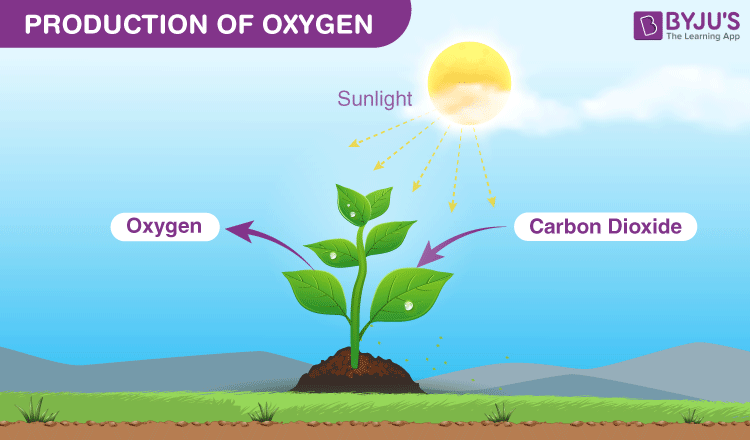 PRODUCTION OF OXYGEN
BYJU'S
The Learning App
Sunlight
Oxygen
Carbon Dioxide